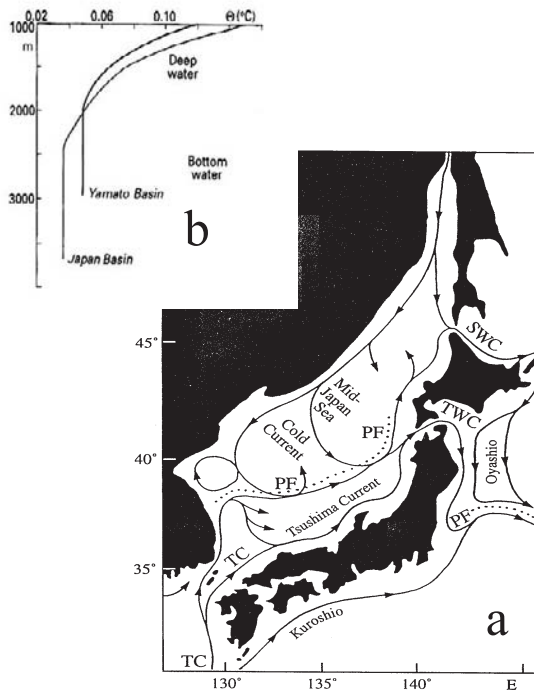 0.02 0.06 0.10 Θ (°C)
1000
m
Deep
water
2000
Bottom
water
3000
Yamato Basin
Japan Basin
b
45°
SWC
Mid-
Japan
Sea
Cold
Current
PF
TWC
40°
PF
Oyashio
Tsushima Current
PF
TC
35°
Kuroshio
a
TC
130° 135° 140° E